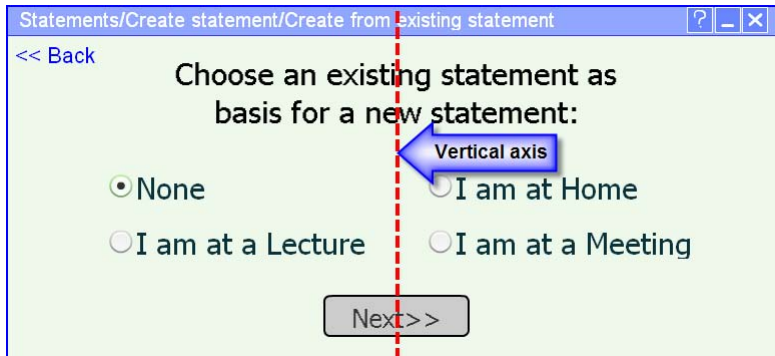 Statements/Create statement/Create from existing statement ? _ X
<< Back
Choose an existing statement as
basis for a new statement:
Vertical axis
None I am at Home
I am at a Lecture I am at a Meeting
Next>>